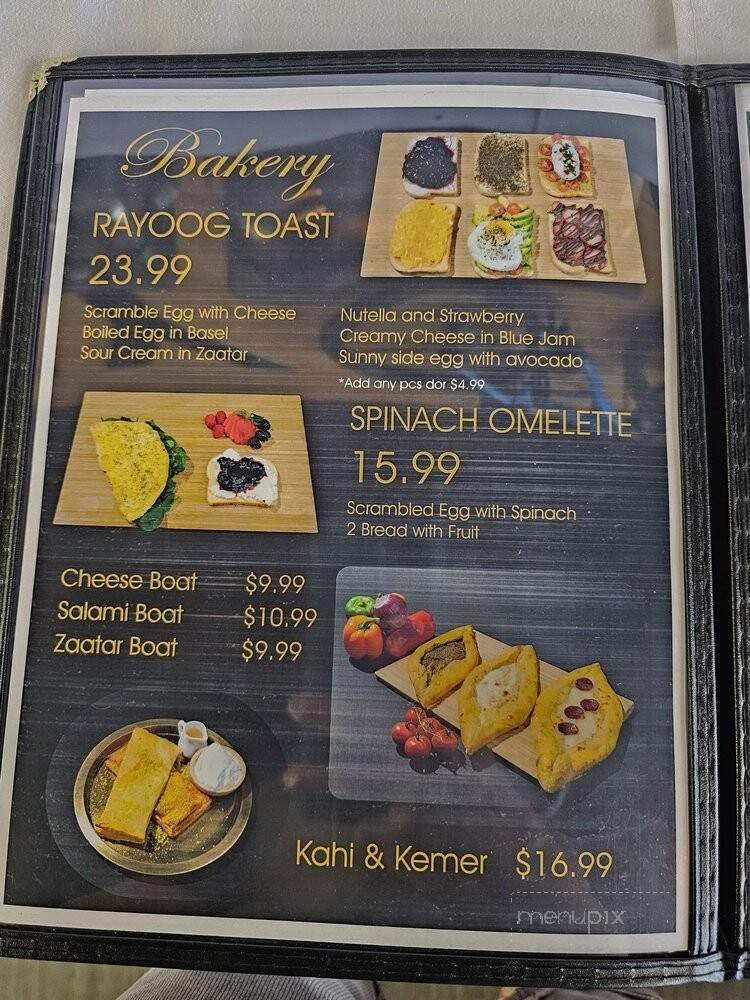 Bakery
RAYOOG TOAST
23.99
Scramble Egg with Cheese
Boiled Egg in Basel
Sour Cream in Zaatar
Nutella and Strawberry
Creamy Cheese in Blue Jam
Sunny side egg with avocado
*Add any pcs dor $4.99
SPINACH OMELETTE
15.99
Scrambled Egg with Spinach
2 Bread with Fruit
Cheese Boat $9.99
Salami Boat $10.99
Zaatar Boat $9.99
Kahi & Kemer $16.99
menupix